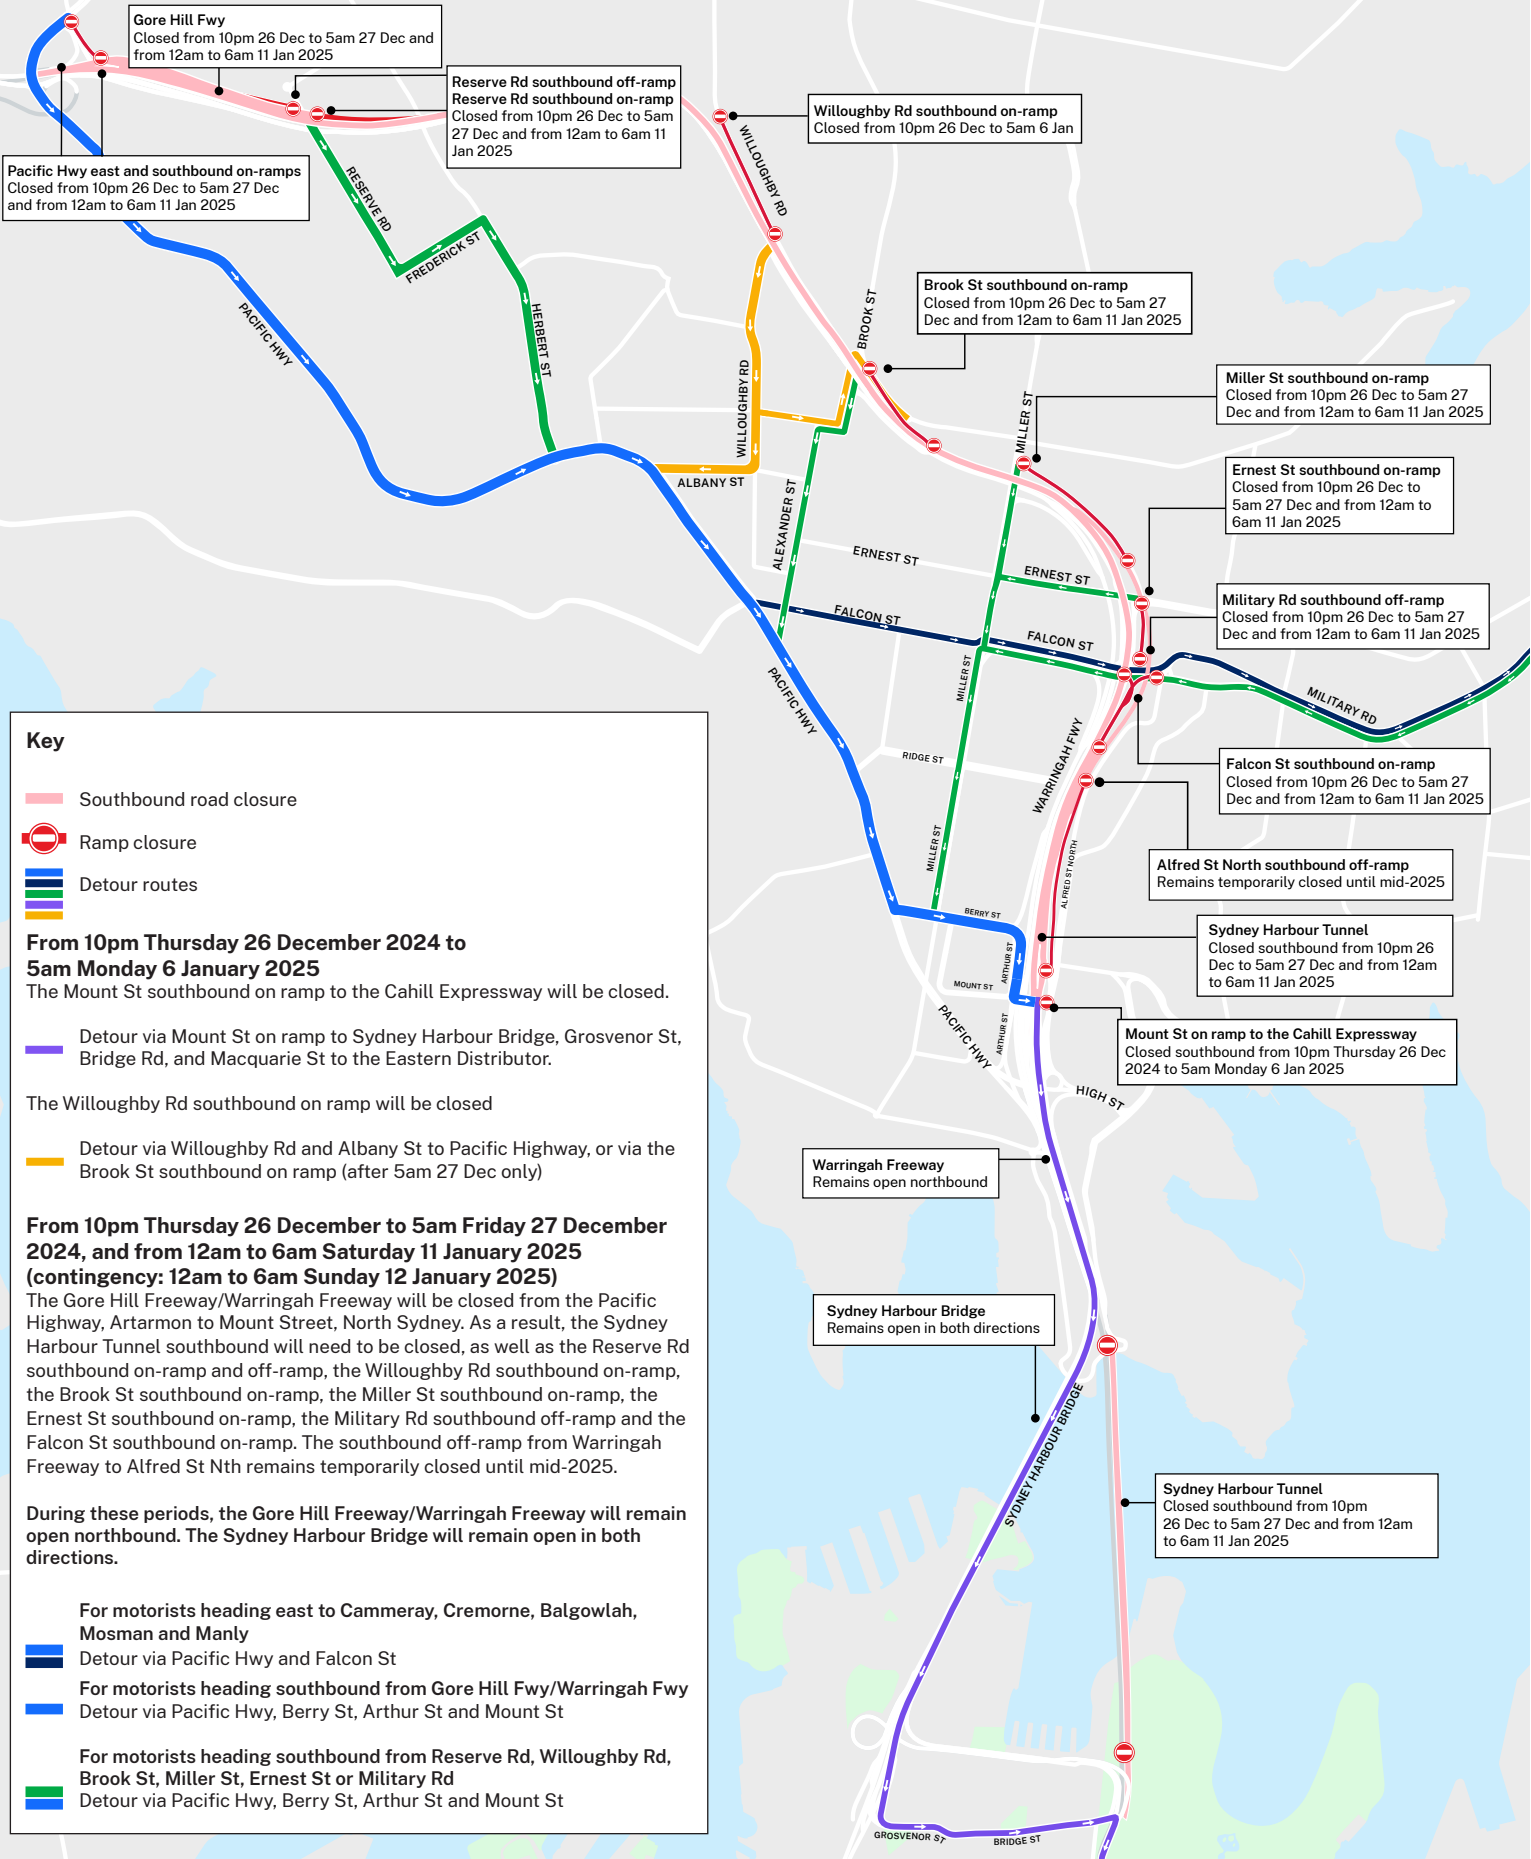 Gore Hill Fwy
Closed from 10pm 26 Dec to 5am 27 Dec and
from 12am to 6am 11 Jan 2025
Reserve Rd southbound off-ramp
Reserve Rd southbound on-ramp
Closed from 10pm 26 Dec to 5am
27 Dec and from 12am to 6am 11
Jan 2025
Willoughby Rd southbound on-ramp
Closed from 10pm 26 Dec to 5am 6 Jan
Pacific Hwy east and southbound on-ramps
Closed from 10pm 26 Dec to 5am 27 Dec
and from 12am to 6am 11 Jan 2025
WILLOUGHBY RD
RESERVE RD
FREDERICK ST
PACIFIC HWY
HERBERT ST
BROOK ST
Brook St southbound on-ramp
Closed from 10pm 26 Dec to 5am 27
Dec and from 12am to 6am 11 Jan 2025
WILLOUGHBY RD
MILLER ST
Miller St southbound on-ramp
Closed from 10pm 26 Dec to 5am 27
Dec and from 12am to 6am 11 Jan 2025
ALBANY ST
ALEXANDER ST
Ernest St southbound on-ramp
Closed from 10pm 26 Dec to
5am 27 Dec and from 12am to
6am 11 Jan 2025
ERNEST ST
ERNEST ST
FALCON ST
FALCON ST
Military Rd southbound off-ramp
Closed from 10pm 26 Dec to 5am 27
Dec and from 12am to 6am 11 Jan 2025
MILLER ST
PACIFIC HWY
MILITARY RD
WARRINGAH FWY
RIDGE ST
Falcon St southbound on-ramp
Closed from 10pm 26 Dec to 5am 27
Dec and from 12am to 6am 11 Jan 2025
MILLER ST
ALFRED ST NORTH
Alfred St North southbound off-ramp
Remains temporarily closed until mid-2025
BERRY ST
ARTHUR ST
Sydney Harbour Tunnel
Closed southbound from 10pm 26
Dec to 5am 27 Dec and from 12am
to 6am 11 Jan 2025
MOUNT ST
PACIFIC HWY
ARTHUR ST
Mount St on ramp to the Cahill Expressway
Closed southbound from 10pm Thursday 26 Dec
2024 to 5am Monday 6 Jan 2025
HIGH ST
Warringah Freeway
Remains open northbound
Sydney Harbour Bridge
Remains open in both directions
SYDNEY HARBOUR BRIDGE
Sydney Harbour Tunnel
Closed southbound from 10pm
26 Dec to 5am 27 Dec and from 12am
to 6am 11 Jan 2025
GROSVENOR ST
BRIDGE ST
Key
Southbound road closure
Ramp closure
Detour routes
From 10pm Thursday 26 December 2024 to
5am Monday 6 January 2025
The Mount St southbound on ramp to the Cahill Expressway will be closed.
Detour via Mount St on ramp to Sydney Harbour Bridge, Grosvenor St,
Bridge Rd, and Macquarie St to the Eastern Distributor.
The Willoughby Rd southbound on ramp will be closed
Detour via Willoughby Rd and Albany St to Pacific Highway, or via the
Brook St southbound on ramp (after 5am 27 Dec only)
From 10pm Thursday 26 December to 5am Friday 27 December
2024, and from 12am to 6am Saturday 11 January 2025
(contingency: 12am to 6am Sunday 12 January 2025)
The Gore Hill Freeway/Warringah Freeway will be closed from the Pacific
Highway, Artarmon to Mount Street, North Sydney. As a result, the Sydney
Harbour Tunnel southbound will need to be closed, as well as the Reserve Rd
southbound on-ramp and off-ramp, the Willoughby Rd southbound on-ramp,
the Brook St southbound on-ramp, the Miller St southbound on-ramp, the
Ernest St southbound on-ramp, the Military Rd southbound off-ramp and the
Falcon St southbound on-ramp. The southbound off-ramp from Warringah
Freeway to Alfred St Nth remains temporarily closed until mid-2025.
During these periods, the Gore Hill Freeway/Warringah Freeway will remain
open northbound. The Sydney Harbour Bridge will remain open in both
directions.
For motorists heading east to Cammeray, Cremorne, Balgowlah,
Mosman and Manly
Detour via Pacific Hwy and Falcon St
For motorists heading southbound from Gore Hill Fwy/Warringah Fwy
Detour via Pacific Hwy, Berry St, Arthur St and Mount St
For motorists heading southbound from Reserve Rd, Willoughby Rd,
Brook St, Miller St, Ernest St or Military Rd
Detour via Pacific Hwy, Berry St, Arthur St and Mount St